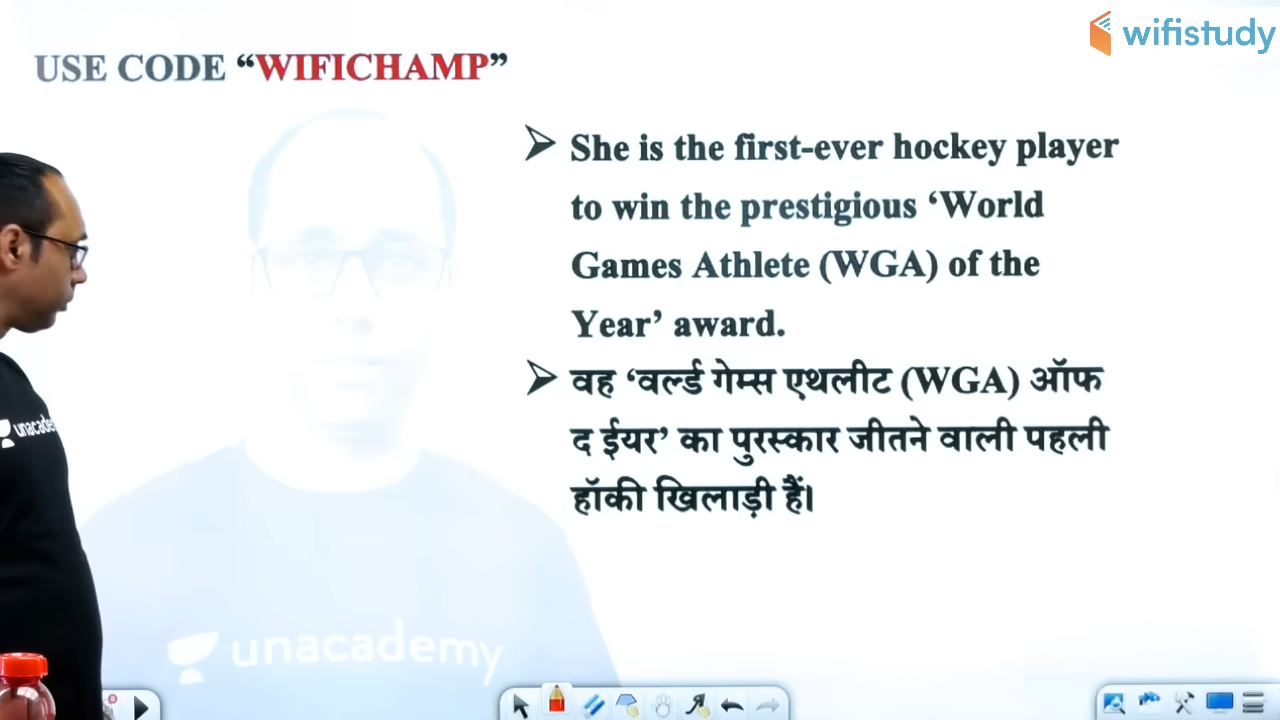 wifistudy
USE CODE “WIFICHAMP”
She is the first-ever hockey player
to win the prestigious ‘World
Games Athlete (WGA) of the
Year’ award.
वह ‘वर्ल्ड गेम्स एथलीट (WGA) ऑफ
द ईयर’ का पुरस्कार जीतने वाली पहली
हॉकी खिलाड़ी हैं।
unacademy
unacademy